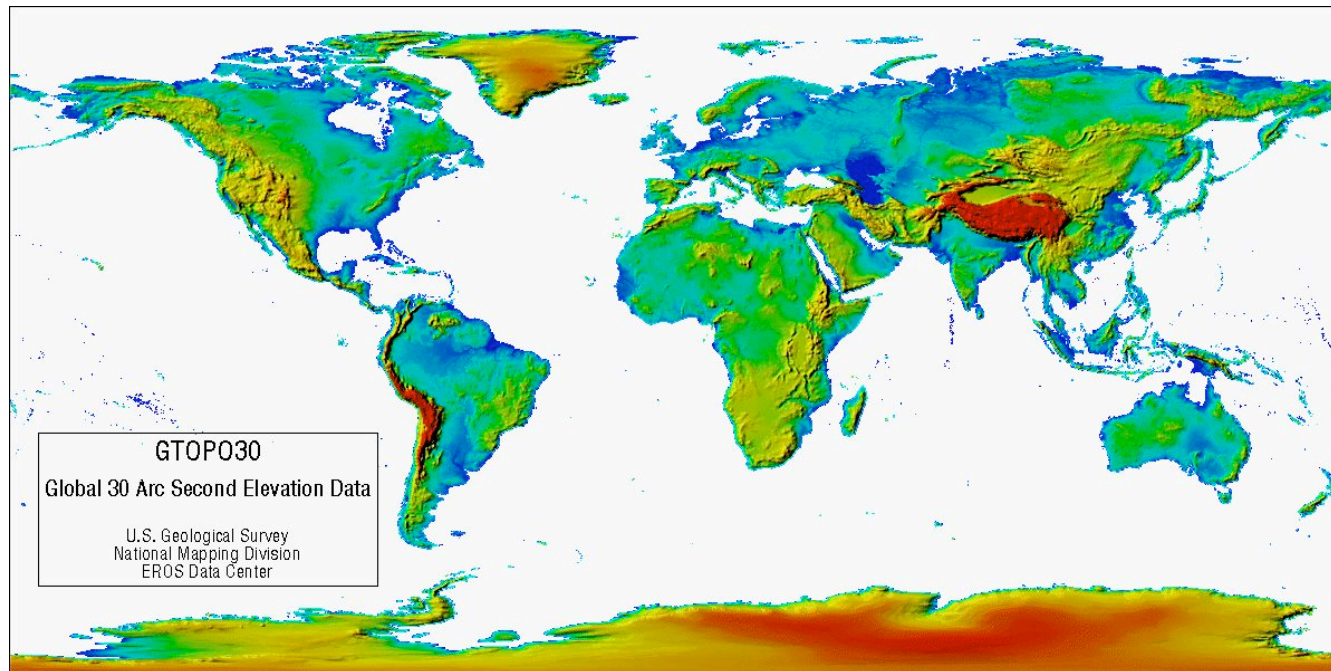 GTOPO30
Global 30 Arc Second Elevation Data
U.S. Geological Survey
National Mapping Division
EROS Data Center